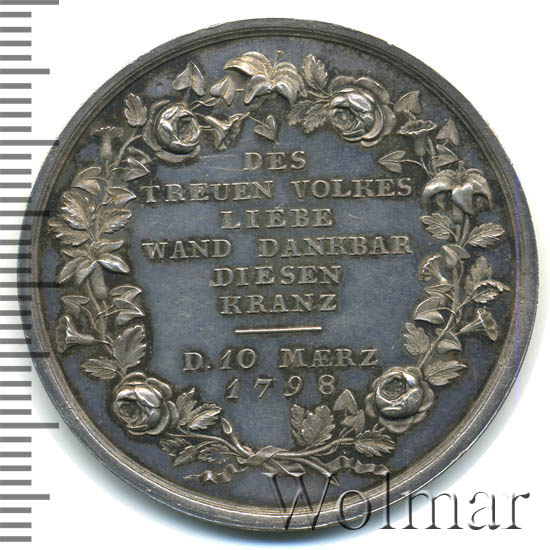 DES
TREUEN VOLKES
LIEBE
WAND DANKBAR
DIESEN
KRANZ
D. 10 MÆRZ
1798
Wolmar